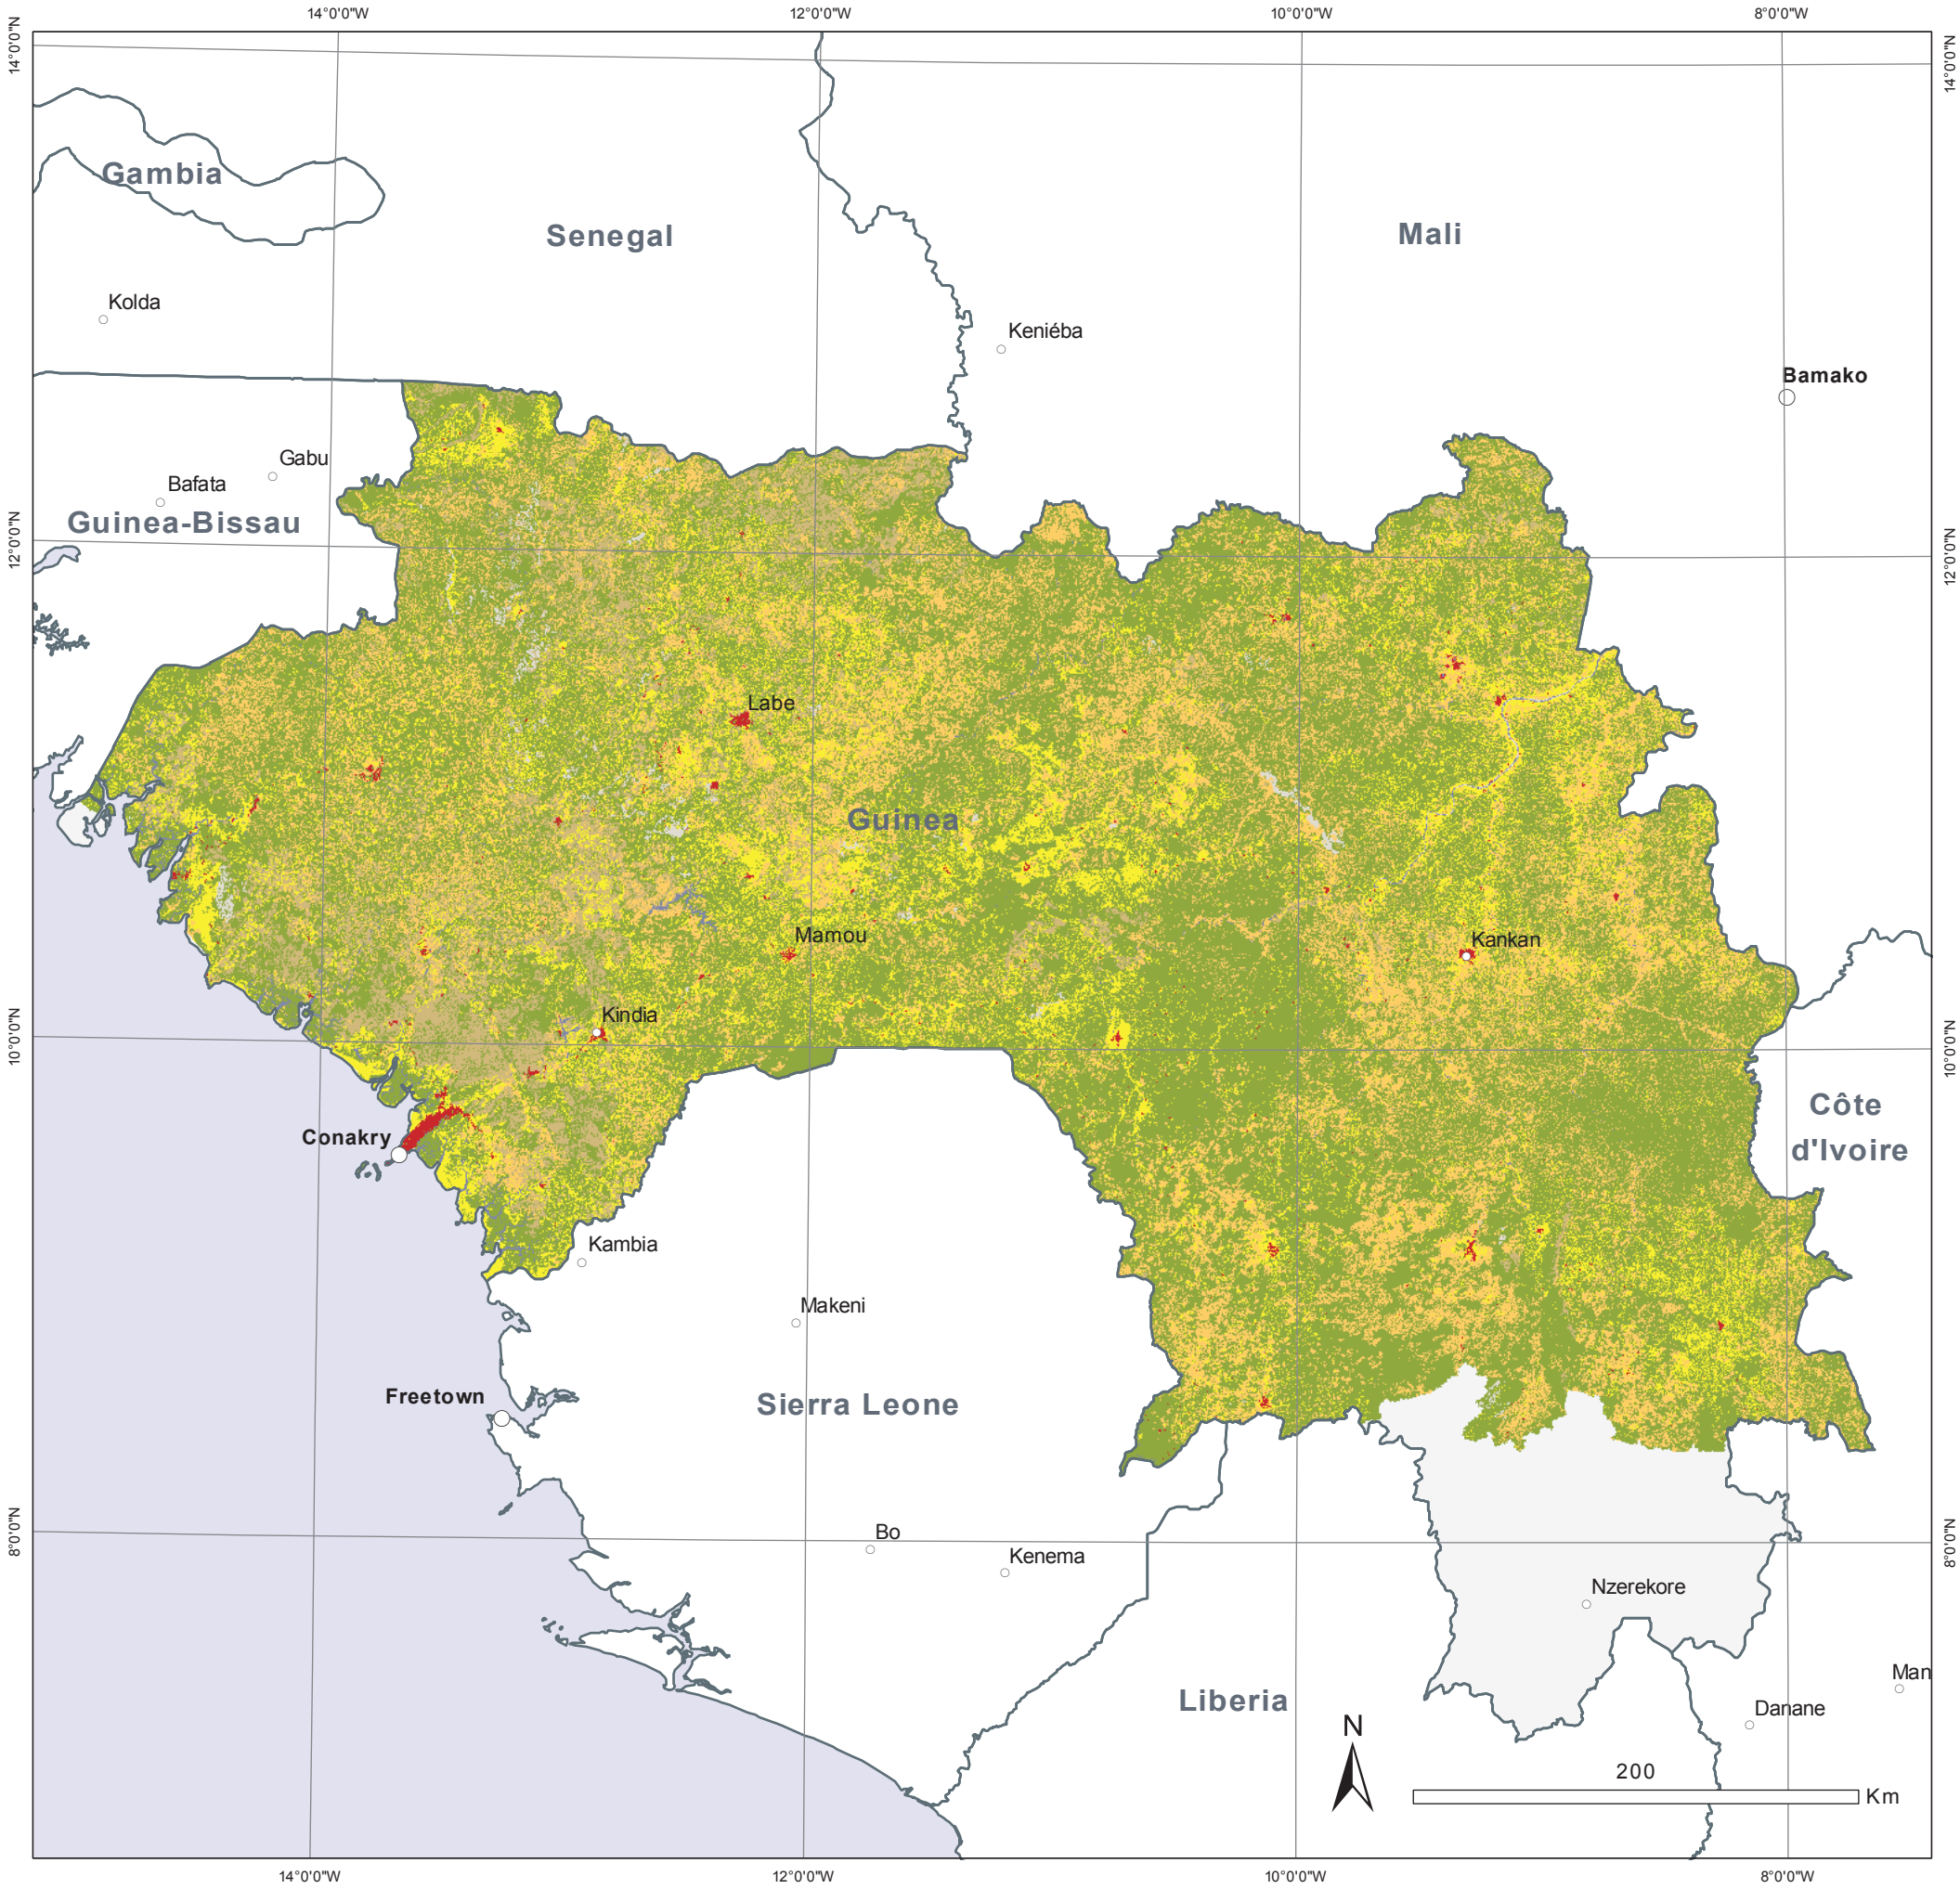 14°0'0"W
12°0'0"W
10°0'0"W
8°0'0"W
14°0'0"N
14°0'0"N
Gambia
Senegal
Mali
Kolda
Keniéba
Bamako
Gabu
Bafata
Guinea-Bissau
12°0'0"N
12°0'0"N
Labe
Guinea
Mamou
Kankan
Kindia
10°0'0"N
10°0'0"N
Conakry
Côte
d'Ivoire
Kambia
Makeni
Freetown
Sierra Leone
Bo
Kenema
8°0'0"N
8°0'0"N
Nzerekore
Man
Liberia
Danane
N
200
Km
14°0'0"W
12°0'0"W
10°0'0"W
8°0'0"W